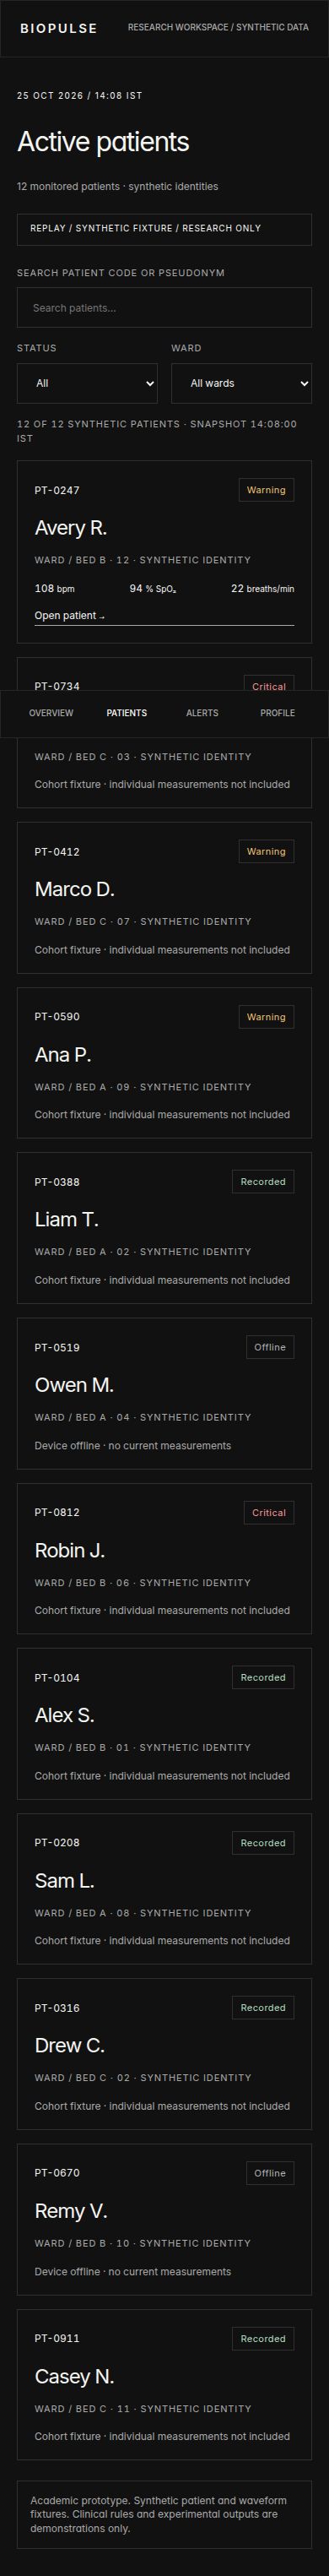 BIOPULSE
RESEARCH WORKSPACE / SYNTHETIC DATA
25 OCT 2026 / 14:08 IST
Active patients
12 monitored patients · synthetic identities
REPLAY / SYNTHETIC FIXTURE / RESEARCH ONLY
SEARCH PATIENT CODE OR PSEUDONYM
Search patients...
STATUS WARD
All All wards
12 OF 12 SYNTHETIC PATIENTS · SNAPSHOT 14:08:00
IST
PT-0247 Warning
Avery R.
WARD / BED B · 12 · SYNTHETIC IDENTITY
108 bpm 94 % SpO₂ 22 breaths/min
Open patient →
PT-0734 Critical
OVERVIEW PATIENTS ALERTS PROFILE
WARD / BED C · 03 · SYNTHETIC IDENTITY
Cohort fixture · individual measurements not included
PT-0412 Warning
Marco D.
WARD / BED C · 07 · SYNTHETIC IDENTITY
Cohort fixture · individual measurements not included
PT-0590 Warning
Ana P.
WARD / BED A · 09 · SYNTHETIC IDENTITY
Cohort fixture · individual measurements not included
PT-0388 Recorded
Liam T.
WARD / BED A · 02 · SYNTHETIC IDENTITY
Cohort fixture · individual measurements not included
PT-0519 Offline
Owen M.
WARD / BED A · 04 · SYNTHETIC IDENTITY
Device offline · no current measurements
PT-0812 Critical
Robin J.
WARD / BED B · 06 · SYNTHETIC IDENTITY
Cohort fixture · individual measurements not included
PT-0104 Recorded
Alex S.
WARD / BED B · 01 · SYNTHETIC IDENTITY
Cohort fixture · individual measurements not included
PT-0208 Recorded
Sam L.
WARD / BED A · 08 · SYNTHETIC IDENTITY
Cohort fixture · individual measurements not included
PT-0316 Recorded
Drew C.
WARD / BED C · 02 · SYNTHETIC IDENTITY
Cohort fixture · individual measurements not included
PT-0670 Offline
Remy V.
WARD / BED B · 10 · SYNTHETIC IDENTITY
Device offline · no current measurements
PT-0911 Recorded
Casey N.
WARD / BED C · 11 · SYNTHETIC IDENTITY
Cohort fixture · individual measurements not included
Academic prototype. Synthetic patient and waveform
fixtures. Clinical rules and experimental outputs are
demonstrations only.